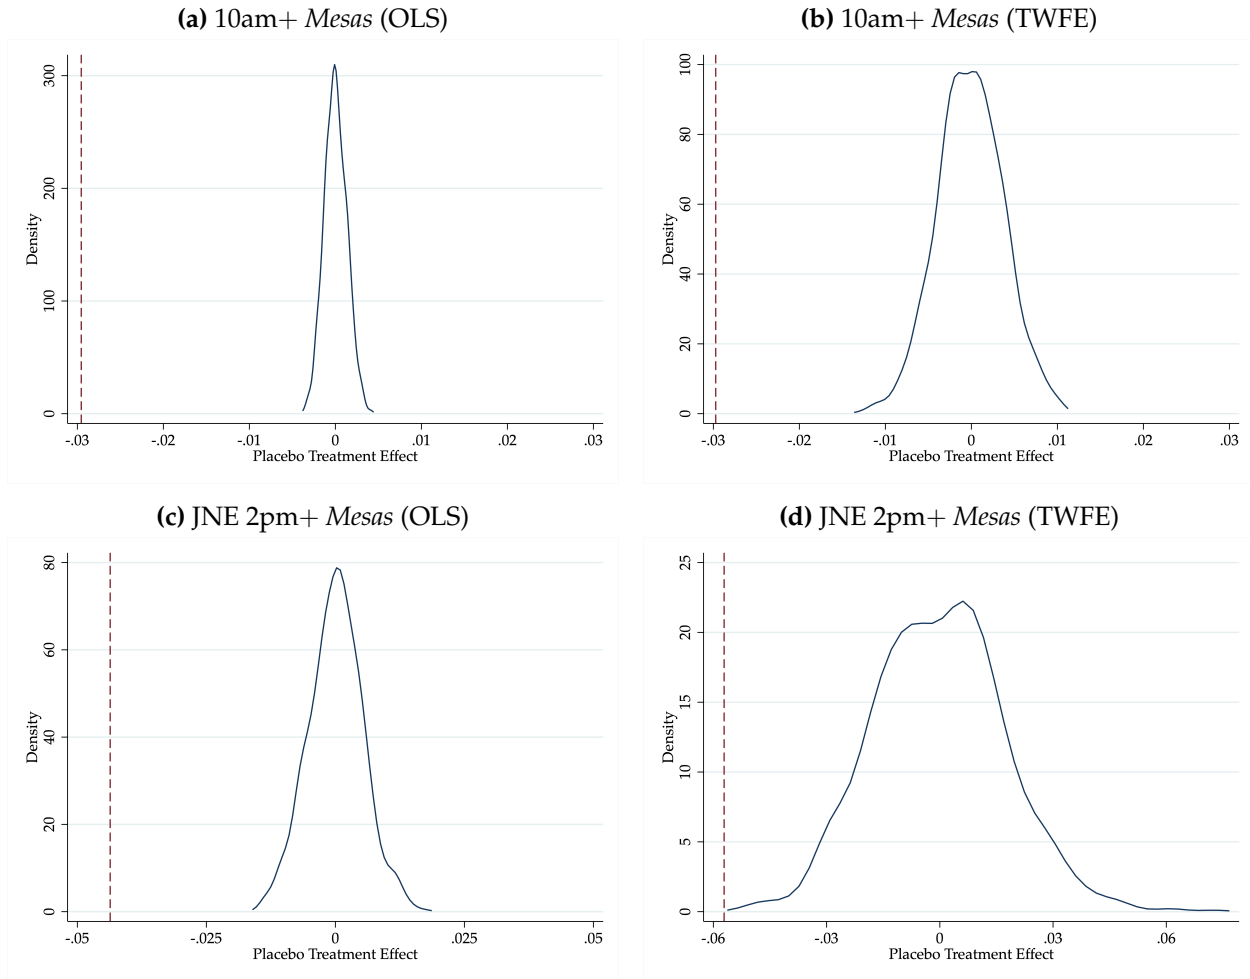 (a) 10am+ Mesas (OLS)
Density
300
200
100
0
-.03 -.02 -.01 0 .01 .02 .03
Placebo Treatment Effect
(b) 10am+ Mesas (TWFE)
Density
100
80
60
40
20
0
-.03 -.02 -.01 0 .01 .02 .03
Placebo Treatment Effect
(c) JNE 2pm+ Mesas (OLS)
Density
80
60
40
20
0
-.05 -.025 0 .025 .05
Placebo Treatment Effect
(d) JNE 2pm+ Mesas (TWFE)
Density
25
20
15
10
5
0
-.06 -.03 0 .03 .06
Placebo Treatment Effect